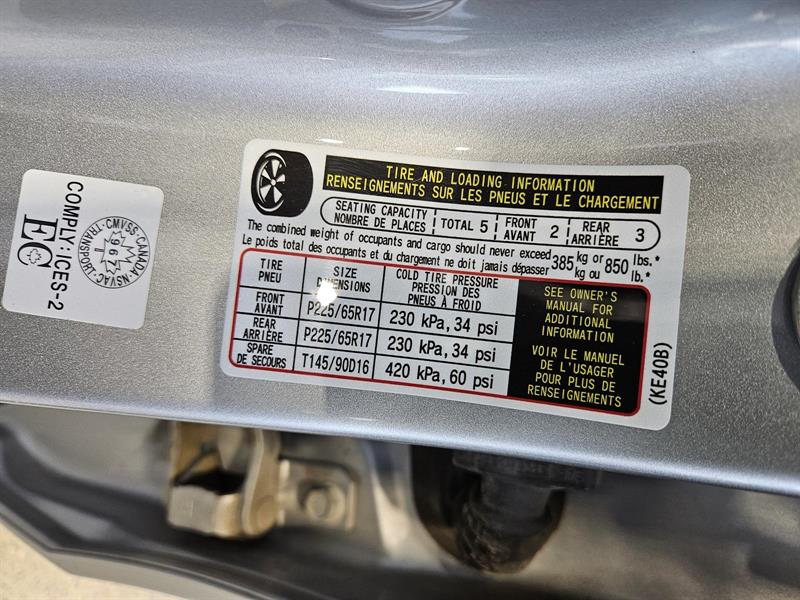 COMPLY: ICES-2
EC
CMVSS·CANADA·NSVAC
TRANSPORT
TIRE AND LOADING INFORMATION
RENSEIGNEMENTS SUR LES PNEUS ET LE CHARGEMENT
SEATING CAPACITY TOTAL 5 FRONT 2 REAR 3
NOMBRE DE PLACES AVANT ARRIÈRE
The combined weight of occupants and cargo should never exceed 385 kg or 850 lbs.*
Le poids total des occupants et du chargement ne doit jamais dépasser kg ou lb.*
TIRE SIZE COLD TIRE PRESSURE
PNEU DIMENSIONS PRESSION DES
PNEUS À FROID
FRONT P225/65R17 230 kPa, 34 psi
AVANT
REAR P225/65R17 230 kPa, 34 psi
ARRIÈRE
SPARE T145/90D16 420 kPa, 60 psi
DE SECOURS
SEE OWNER'S
MANUAL FOR
ADDITIONAL
INFORMATION
VOIR LE MANUEL
DE L'USAGER
POUR PLUS DE
RENSEIGNEMENTS
(KE40B)